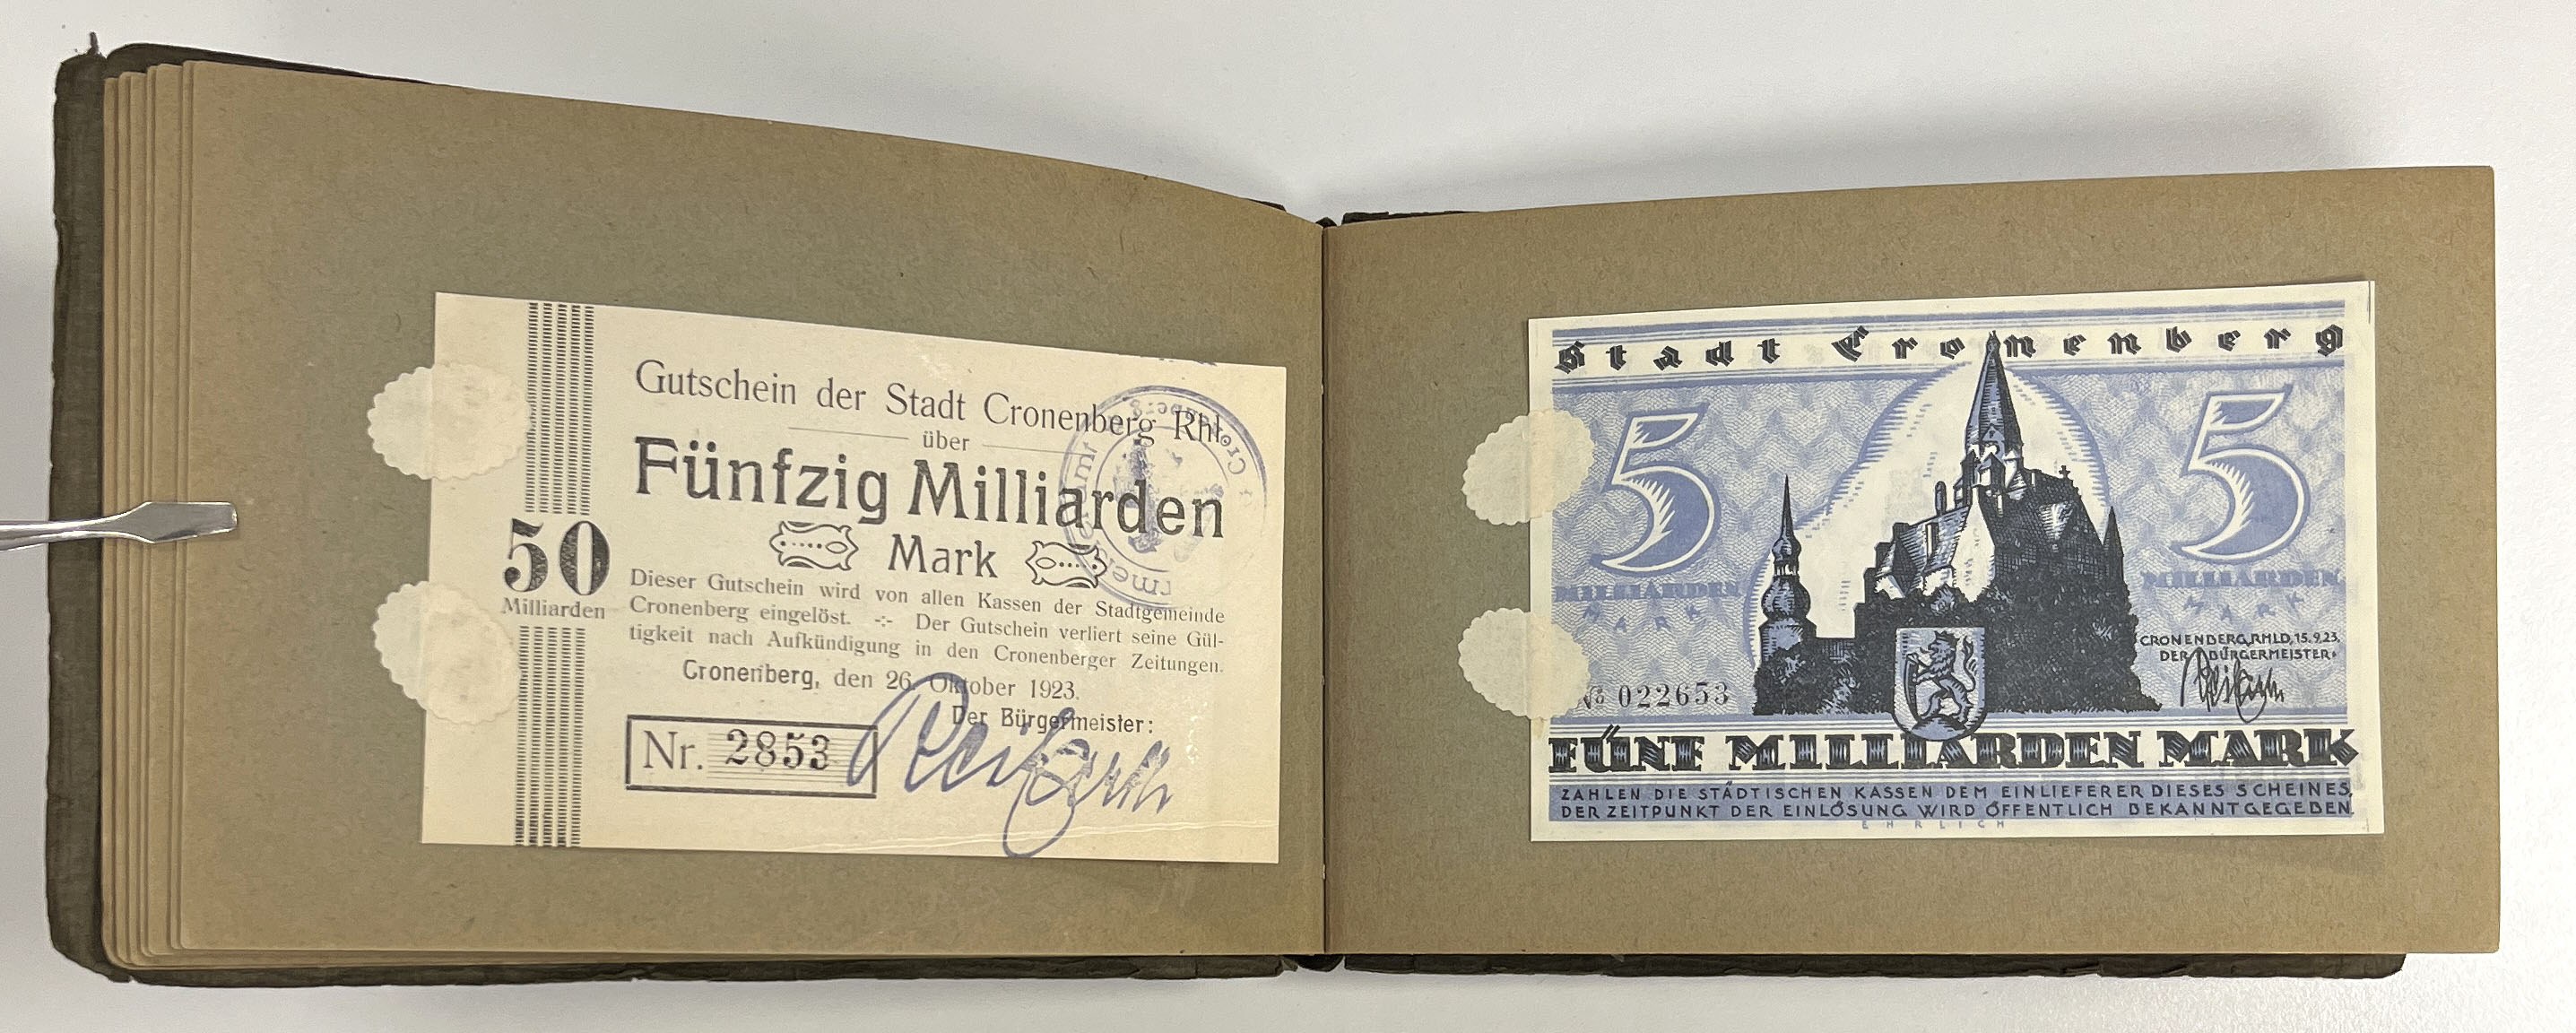 Gutschein der Stadt Cronenberg Rhl.
über
Fünfzig Milliarden
Mark
50
Milliarden
Dieser Gutschein wird von allen Kassen der Stadtgemeinde
Cronenberg eingelöst. -:- Der Gutschein verliert seine Gül-
tigkeit nach Aufkündigung in den Cronenberger Zeitungen.
Cronenberg, den 26. Oktober 1923.
Der Bürgermeister:
Nr. 2853
Stadt Cronenberg
5 5
MILLIARDEN MILLIARDEN
MARK MARK
CRONENBERG, RHLD, 15.9.23,
DER BÜRGERMEISTER:
No 022653
FÜNF MILLIARDEN MARK
ZAHLEN DIE STÄDTISCHEN KASSEN DEM EINLIEFERER DIESES SCHEINES,
DER ZEITPUNKT DER EINLÖSUNG WIRD ÖFFENTLICH BEKANNTGEGEBEN.
EHRLICH